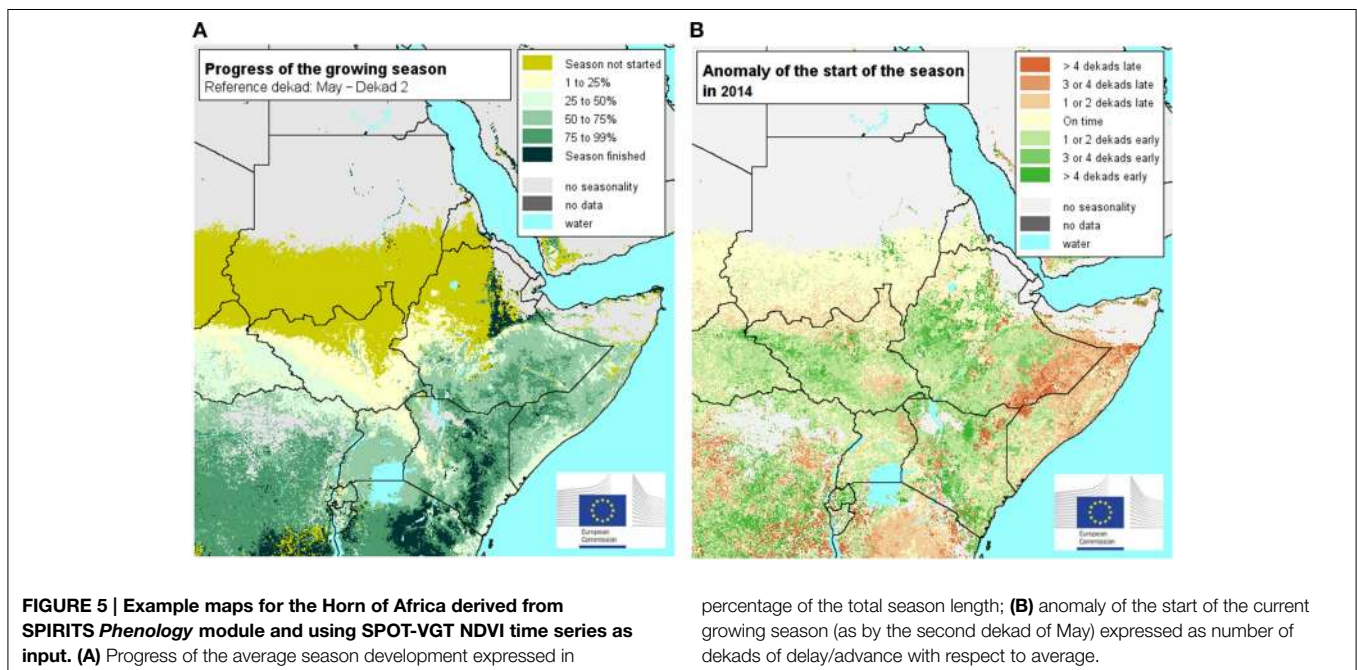 A
Progress of the growing season
Reference dekad: May – Dekad 2
Season not started
1 to 25%
25 to 50%
50 to 75%
75 to 99%
Season finished
no seasonality
no data
water
European
Commission
B
Anomaly of the start of the season
in 2014
> 4 dekads late
3 or 4 dekads late
1 or 2 dekads late
On time
1 or 2 dekads early
3 or 4 dekads early
> 4 dekads early
no seasonality
no data
water
European
Commission
FIGURE 5 | Example maps for the Horn of Africa derived from
SPIRITS Phenology module and using SPOT-VGT NDVI time series as
input. (A) Progress of the average season development expressed in
percentage of the total season length; (B) anomaly of the start of the current
growing season (as by the second dekad of May) expressed as number of
dekads of delay/advance with respect to average.